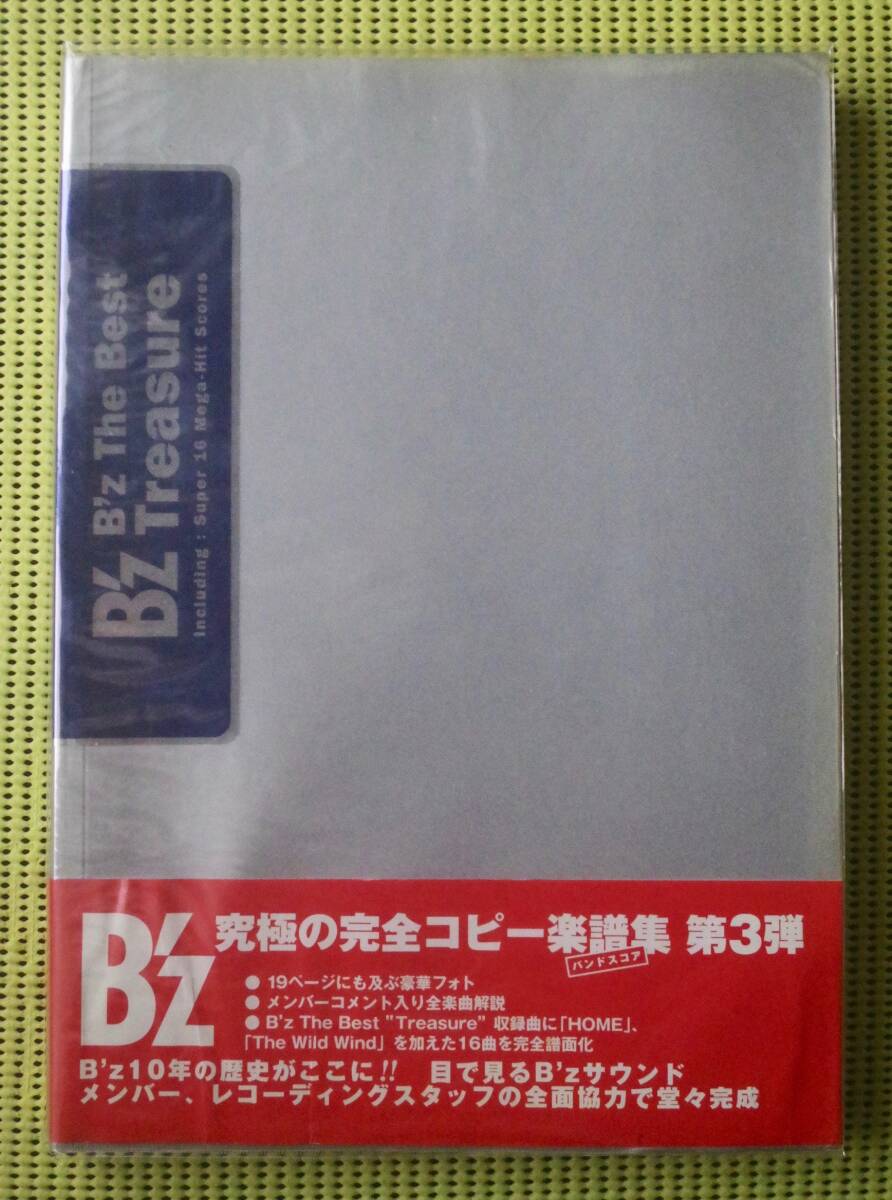 B'z
B'z The Best
Treasure
Including : Super 16 Mega-Hit Scores
B'z
究極の完全コピー楽譜集 第3弾
バンドスコア
● 19ページにも及ぶ豪華フォト
● メンバーコメント入り全楽曲解説
● B'z The Best "Treasure" 収録曲に「HOME」、
「The Wild Wind」を加えた16曲を完全譜面化
B'z10年の歴史がここに!! 目で見るB'zサウンド
メンバー、レコーディングスタッフの全面協力で堂々完成